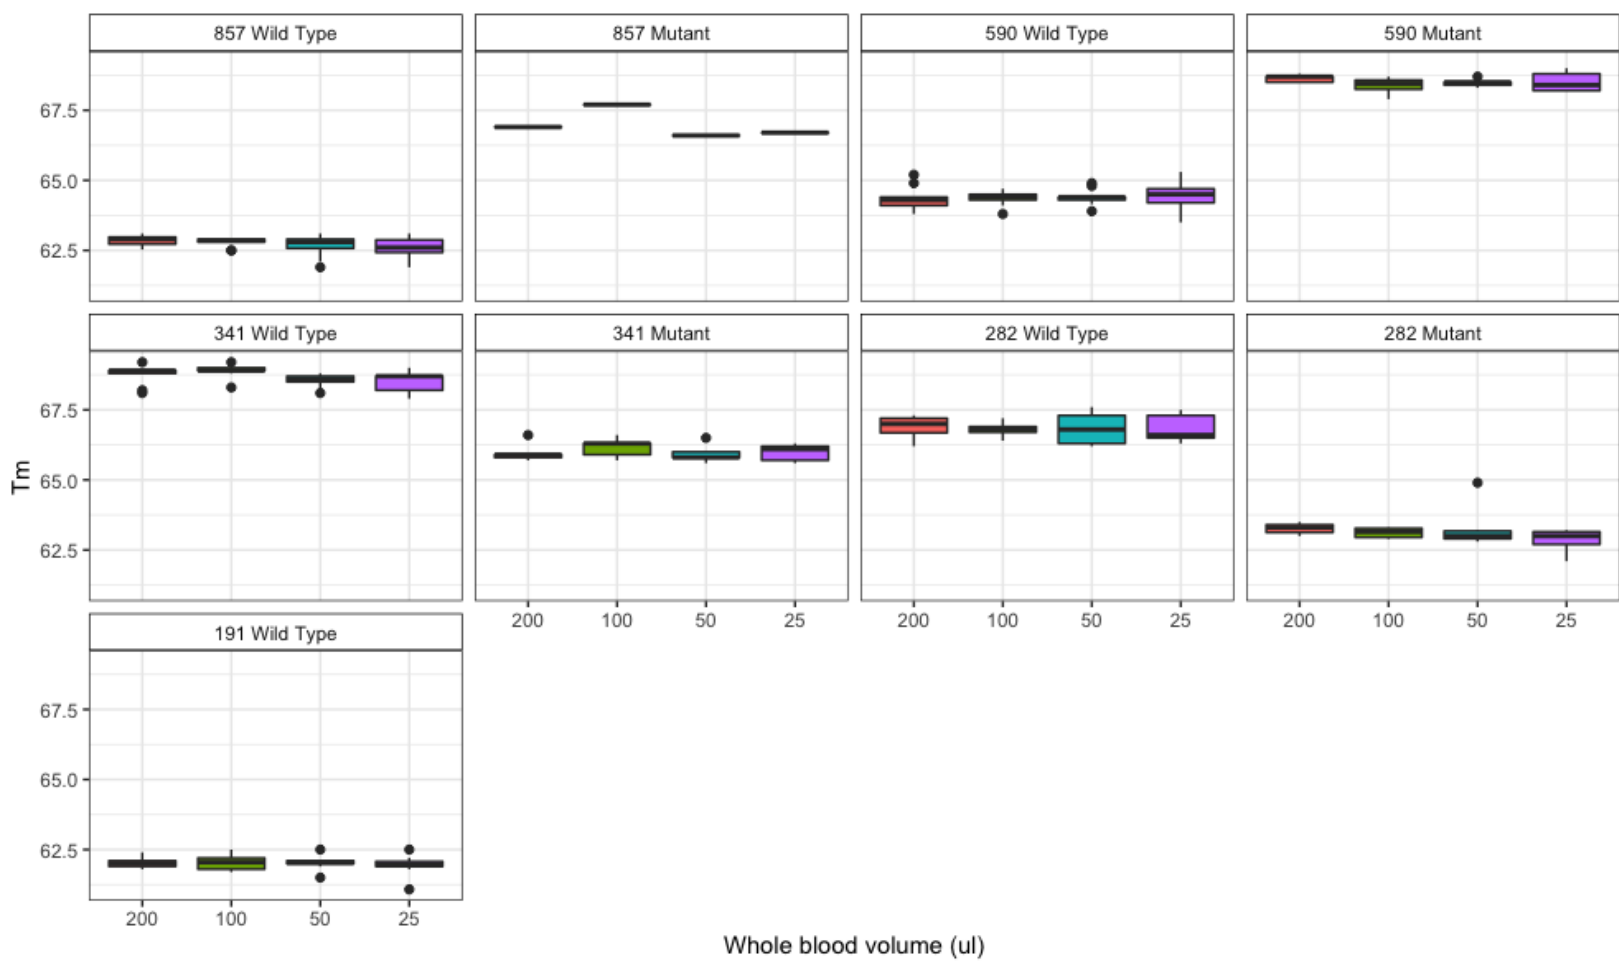 857 Wild Type
857 Mutant
590 Wild Type
590 Mutant
67.5
65.0
62.5
341 Wild Type
341 Mutant
282 Wild Type
282 Mutant
67.5
65.0
62.5
Tm
200 100 50 25
200 100 50 25
200 100 50 25
191 Wild Type
67.5
65.0
62.5
200 100 50 25
Whole blood volume (ul)